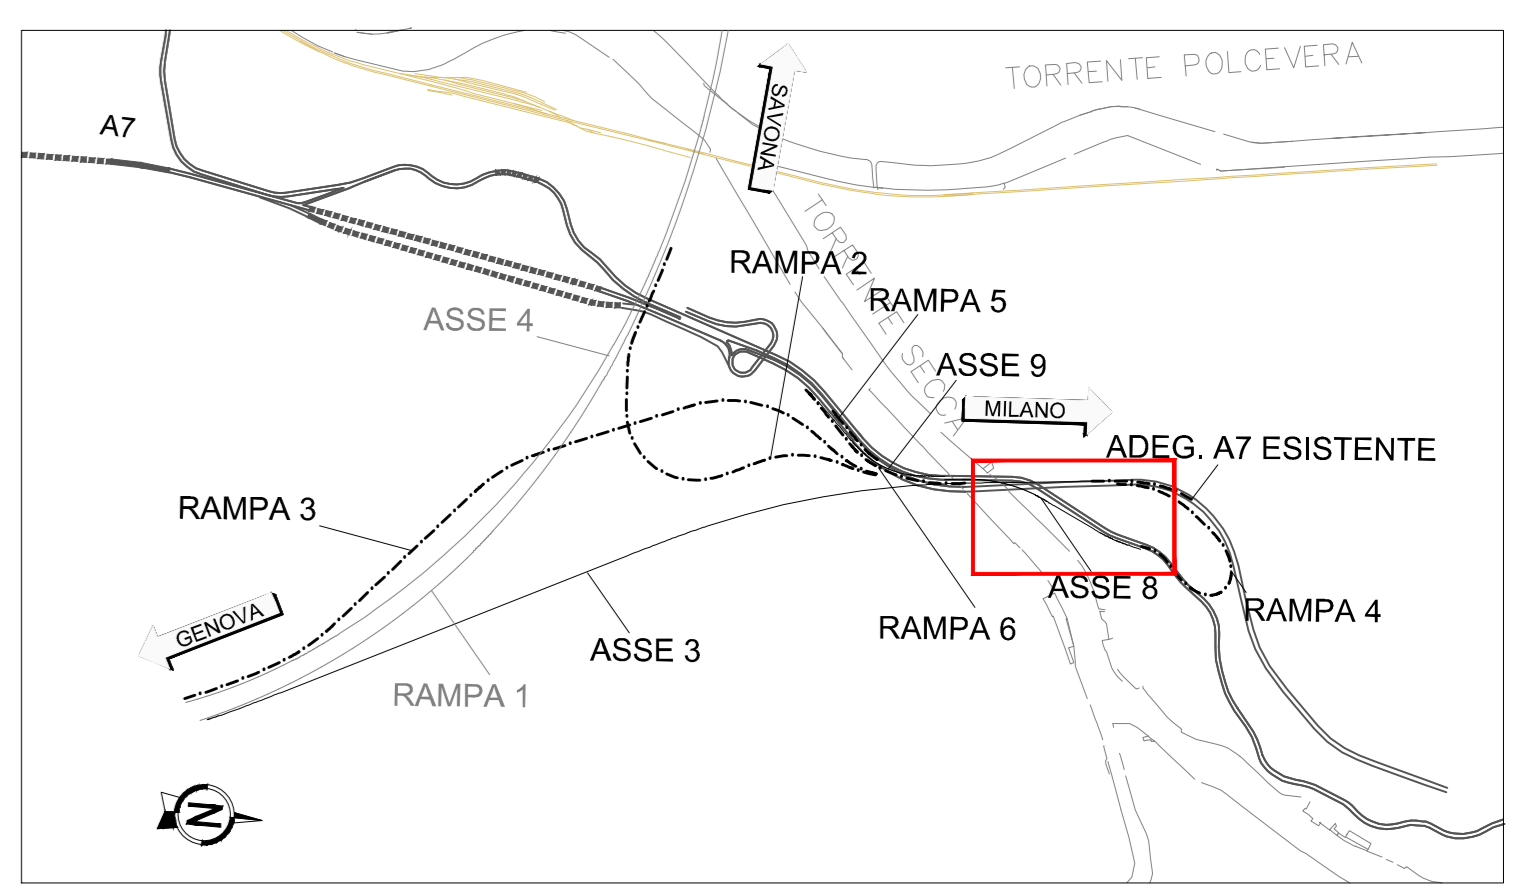 TORRENTE POLCEVERA
SAVONA
A7
TORRENTE SECCA
RAMPA 2
RAMPA 5
ASSE 4
ASSE 9
MILANO
ADEG. A7 ESISTENTE
RAMPA 3
ASSE 8
GENOVA
RAMPA 4
RAMPA 6
ASSE 3
RAMPA 1
N